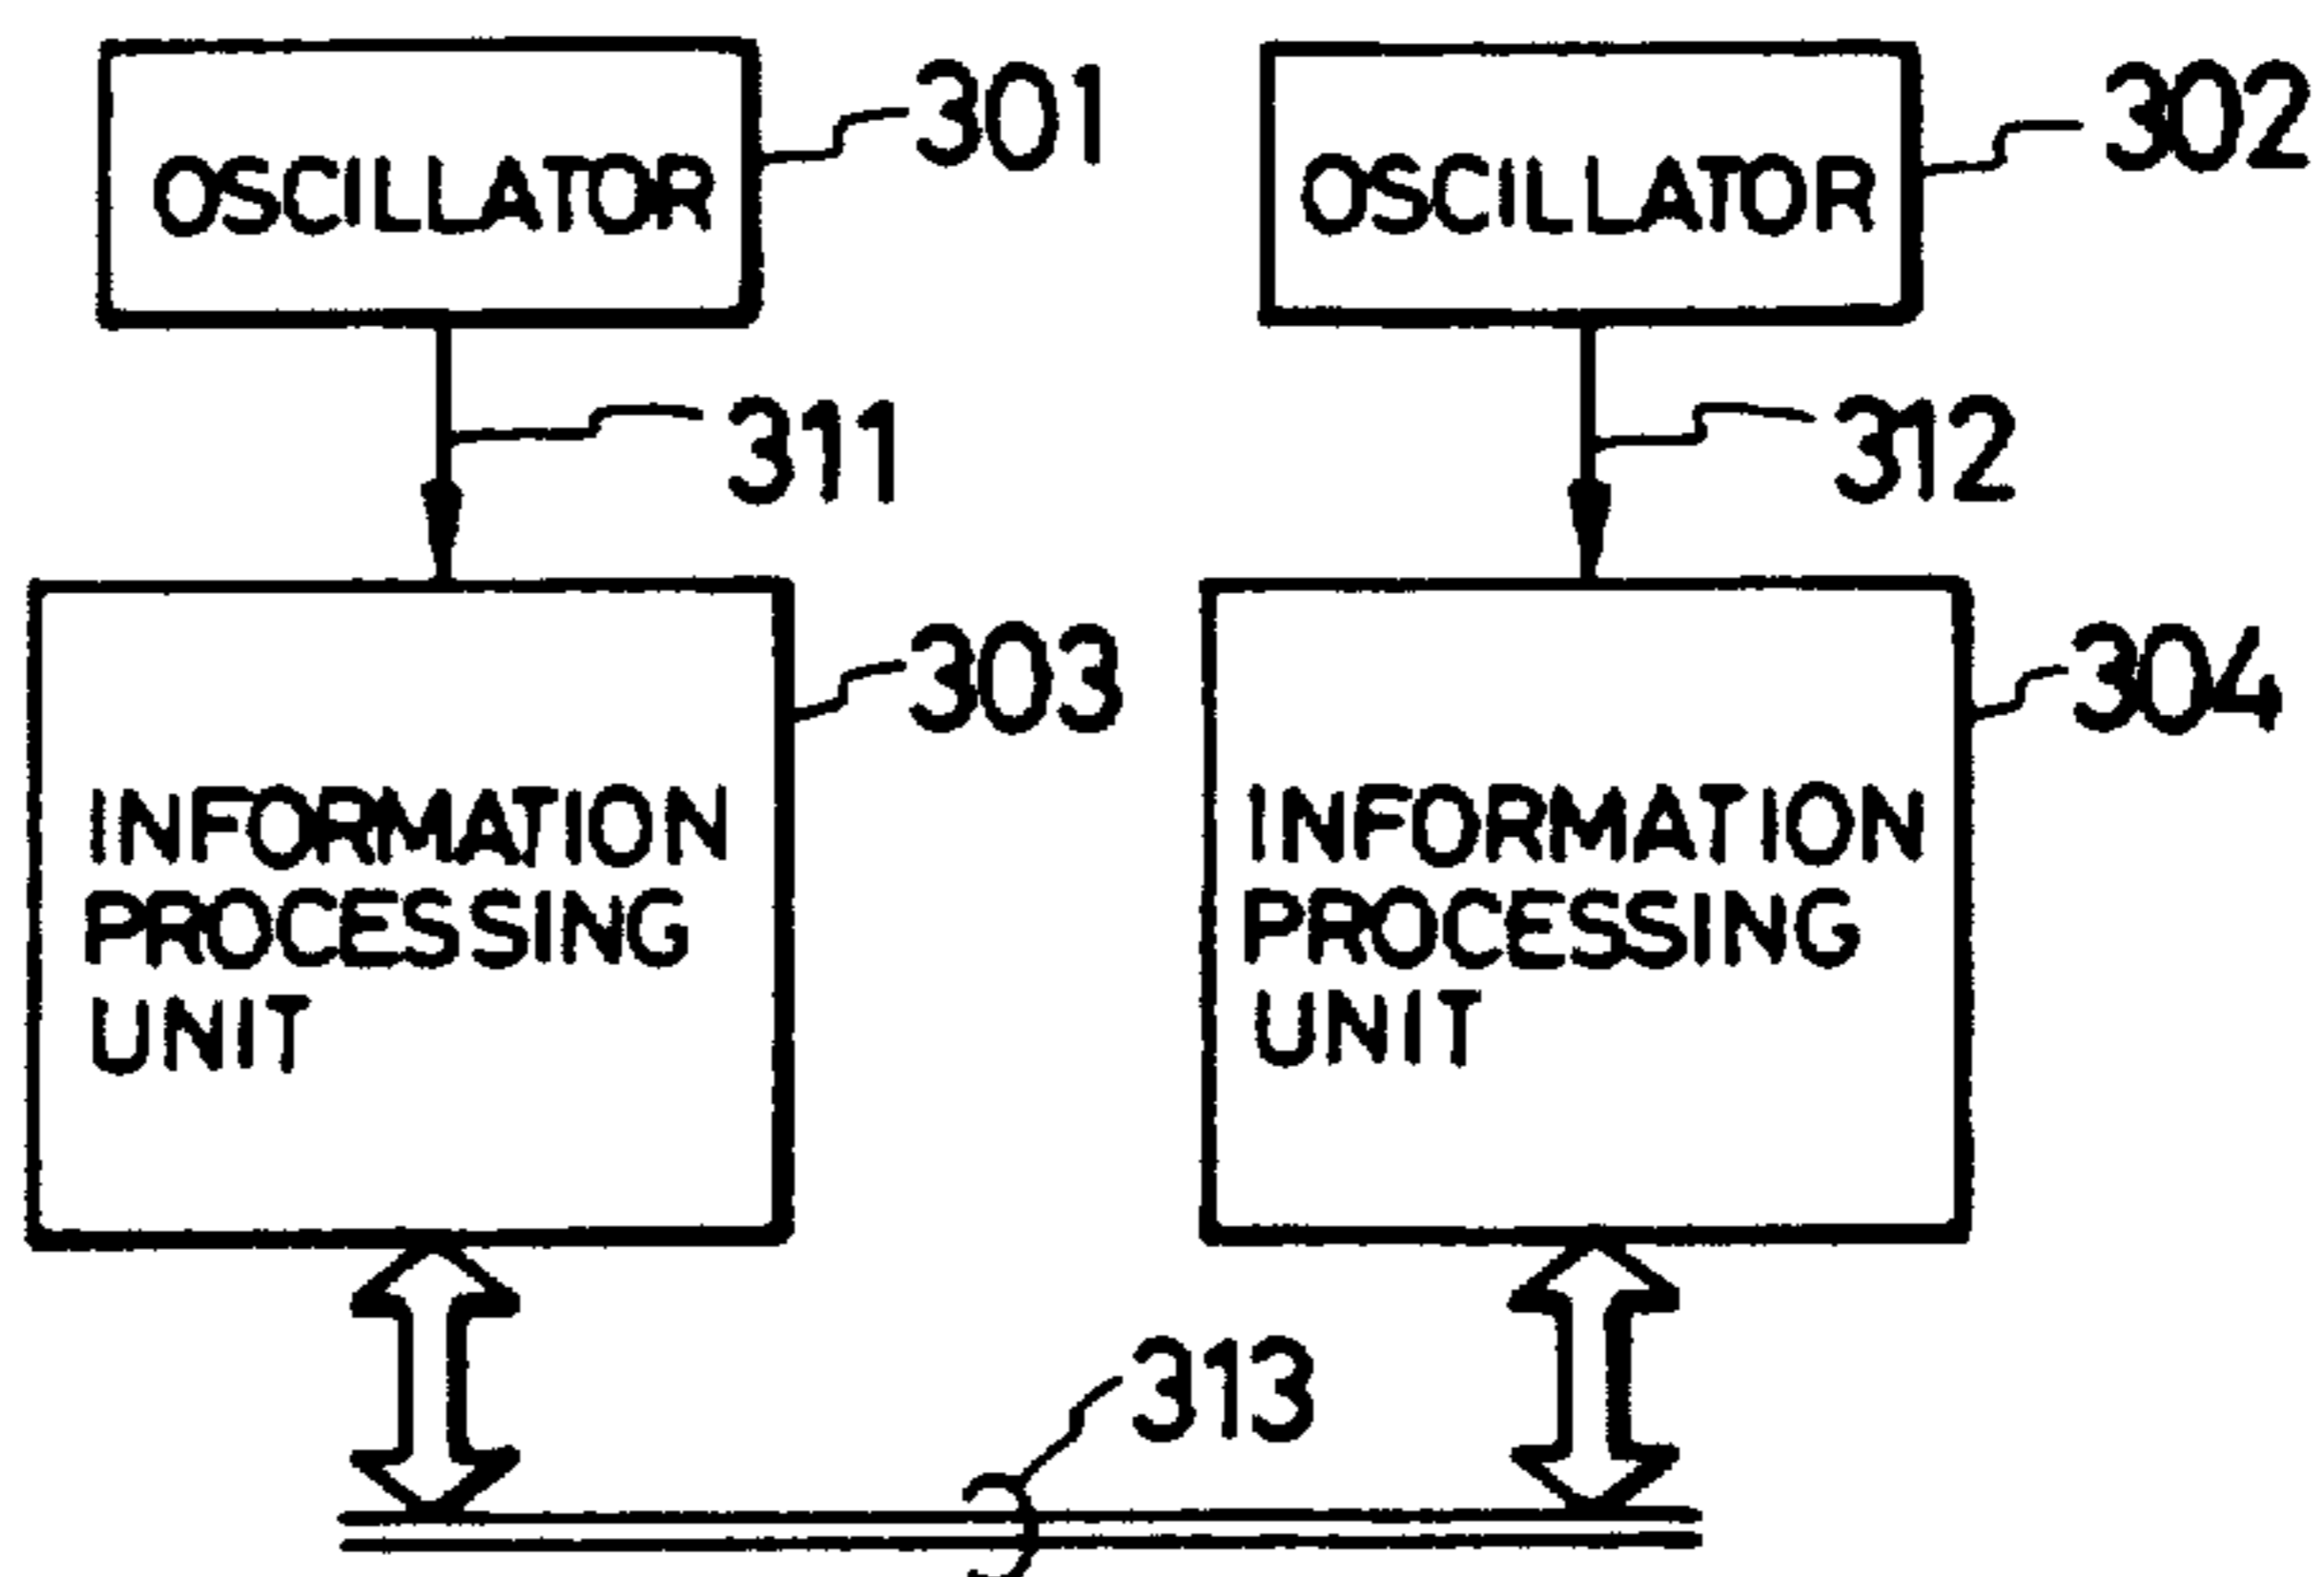 OSCILLATOR
301
OSCILLATOR
302
311
312
303
304
INFORMATION
PROCESSING
UNIT
INFORMATION
PROCESSING
UNIT
313